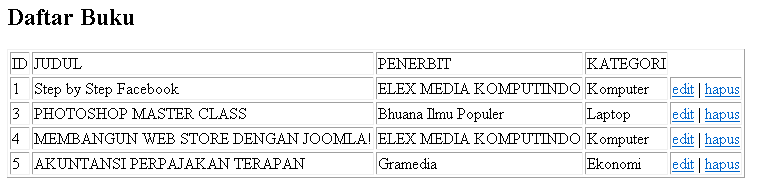 Daftar Buku
ID JUDUL PENERBIT KATEGORI
1 Step by Step Facebook ELEX MEDIA KOMPUTINDO Komputer edit | hapus
3 PHOTOSHOP MASTER CLASS Bhuana Ilmu Populer Laptop edit | hapus
4 MEMBANGUN WEB STORE DENGAN JOOMLA! ELEX MEDIA KOMPUTINDO Komputer edit | hapus
5 AKUNTANSI PERPAJAKAN TERAPAN Gramedia Ekonomi edit | hapus